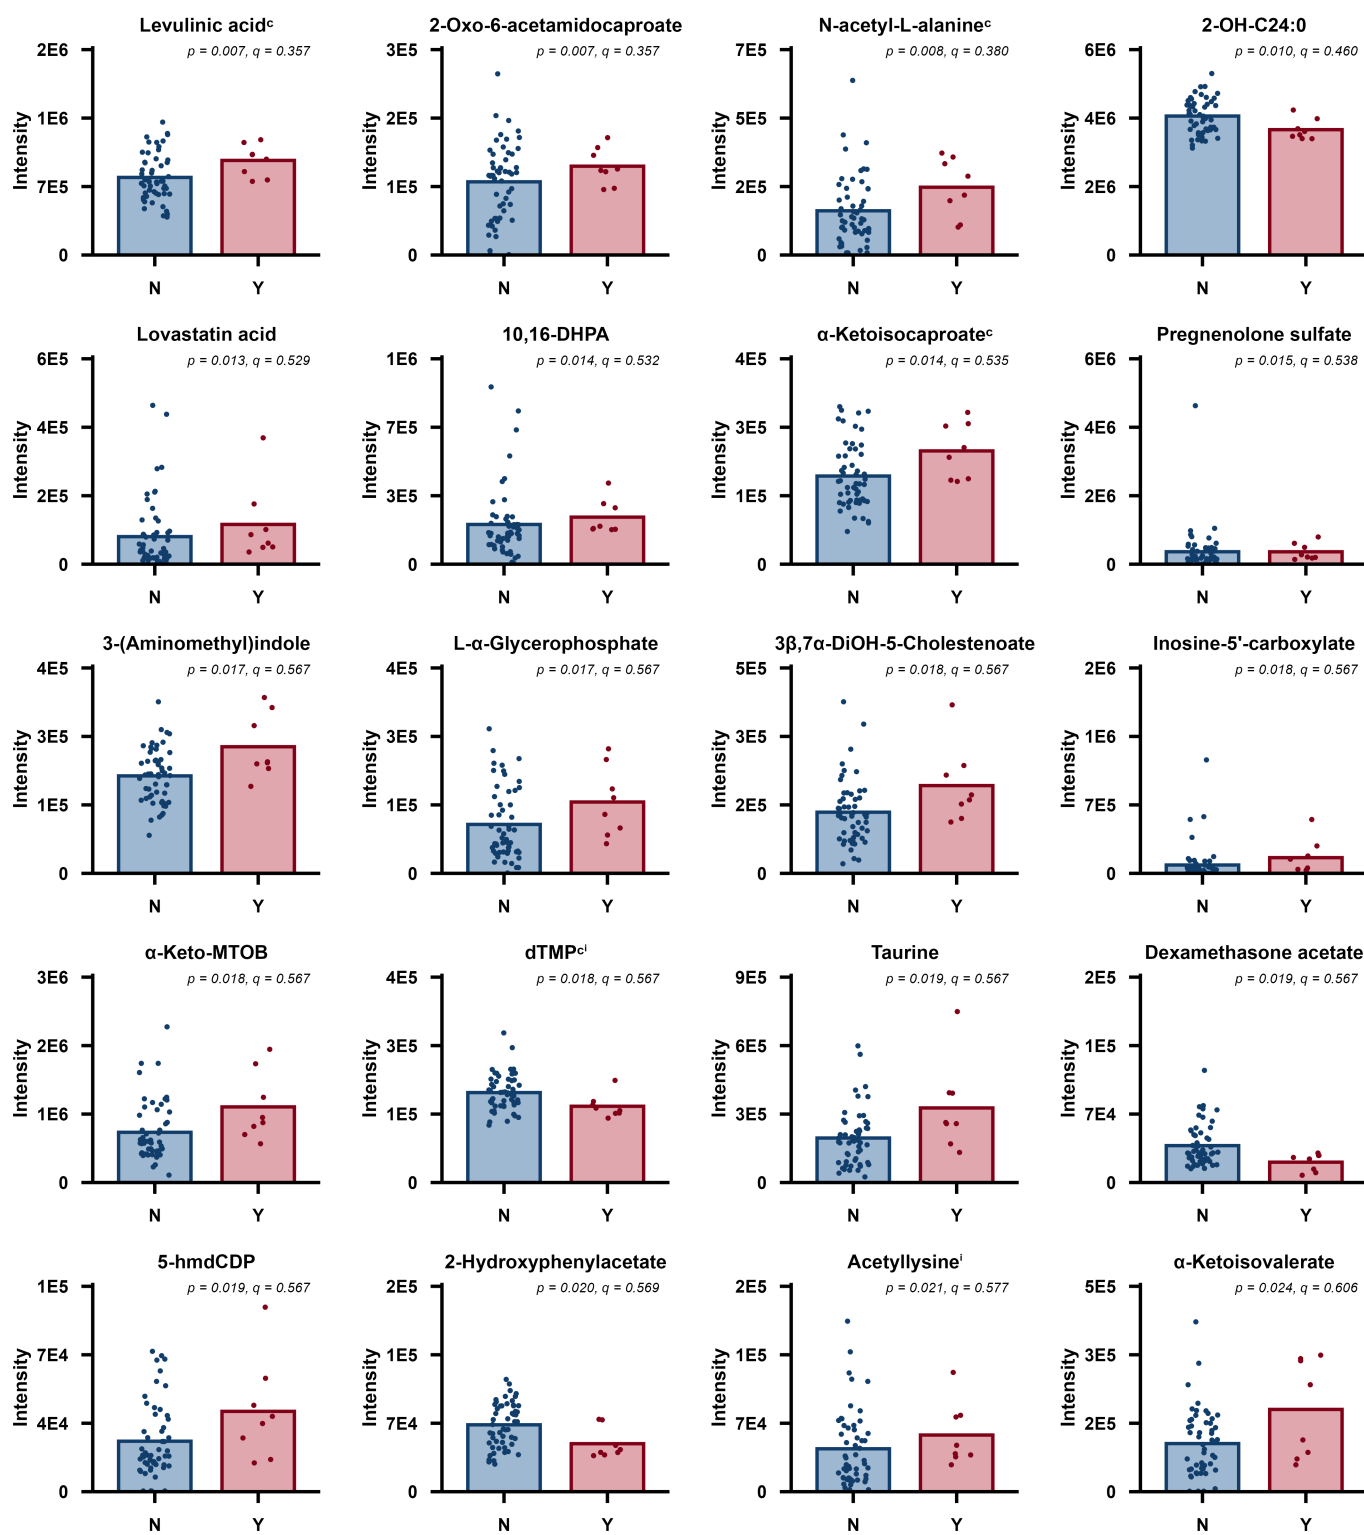 Levulinic acidᶜ
p = 0.007, q = 0.357
2E6
1E6
7E5
0
Intensity
N
Y
2-Oxo-6-acetamidocaproate
p = 0.007, q = 0.357
3E5
2E5
1E5
0
Intensity
N
Y
N-acetyl-L-alanineᶜ
p = 0.008, q = 0.380
7E5
5E5
2E5
0
Intensity
N
Y
2-OH-C24:0
p = 0.010, q = 0.460
6E6
4E6
2E6
0
Intensity
N
Y
Lovastatin acid
p = 0.013, q = 0.529
6E5
4E5
2E5
0
Intensity
N
Y
10,16-DHPA
p = 0.014, q = 0.532
1E6
7E5
3E5
0
Intensity
N
Y
α-Ketoisocaproateᶜ
p = 0.014, q = 0.535
4E5
3E5
1E5
0
Intensity
N
Y
Pregnenolone sulfate
p = 0.015, q = 0.538
6E6
4E6
2E6
0
Intensity
N
Y
3-(Aminomethyl)indole
p = 0.017, q = 0.567
4E5
3E5
1E5
0
Intensity
N
Y
L-α-Glycerophosphate
p = 0.017, q = 0.567
4E5
3E5
1E5
0
Intensity
N
Y
3β,7α-DiOH-5-Cholestenoate
p = 0.018, q = 0.567
5E5
3E5
2E5
0
Intensity
N
Y
Inosine-5'-carboxylate
p = 0.018, q = 0.567
2E6
1E6
7E5
0
Intensity
N
Y
α-Keto-MTOB
p = 0.018, q = 0.567
3E6
2E6
1E6
0
Intensity
N
Y
dTMPᶜⁱ
p = 0.018, q = 0.567
4E5
3E5
1E5
0
Intensity
N
Y
Taurine
p = 0.019, q = 0.567
9E5
6E5
3E5
0
Intensity
N
Y
Dexamethasone acetate
p = 0.019, q = 0.567
2E5
1E5
7E4
0
Intensity
N
Y
5-hmdCDP
p = 0.019, q = 0.567
1E5
7E4
4E4
0
Intensity
N
Y
2-Hydroxyphenylacetate
p = 0.020, q = 0.569
2E5
1E5
7E4
0
Intensity
N
Y
Acetyllysineⁱ
p = 0.021, q = 0.577
2E5
1E5
7E4
0
Intensity
N
Y
α-Ketoisovalerate
p = 0.024, q = 0.606
5E5
3E5
2E5
0
Intensity
N
Y